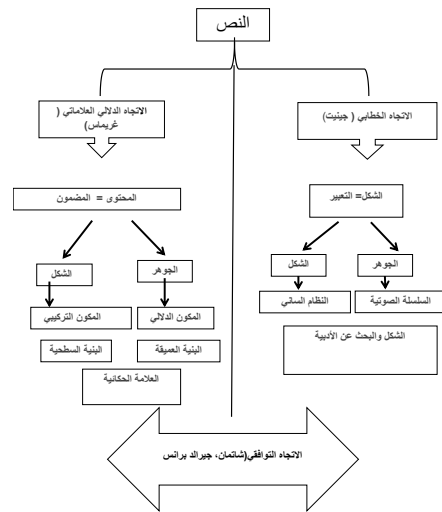 النص
الاتجاه الخطابي ( جينيت)
الاتجاه الدلالي العلاماتي (
غريماس)
الشكل= التعبير
المحتوى = المضمون
الجوهر
الشكل
الجوهر
الشكل
السلسلة الصوتية
النظام الساني
المكون الدلالي
المكون التركيبي
الشكل والبحث عن الأدبية
البنية العميقة
البنية السطحية
العلامة الحكائية
الاتجاه التوافقي(شاتمان، جيرالد برانس